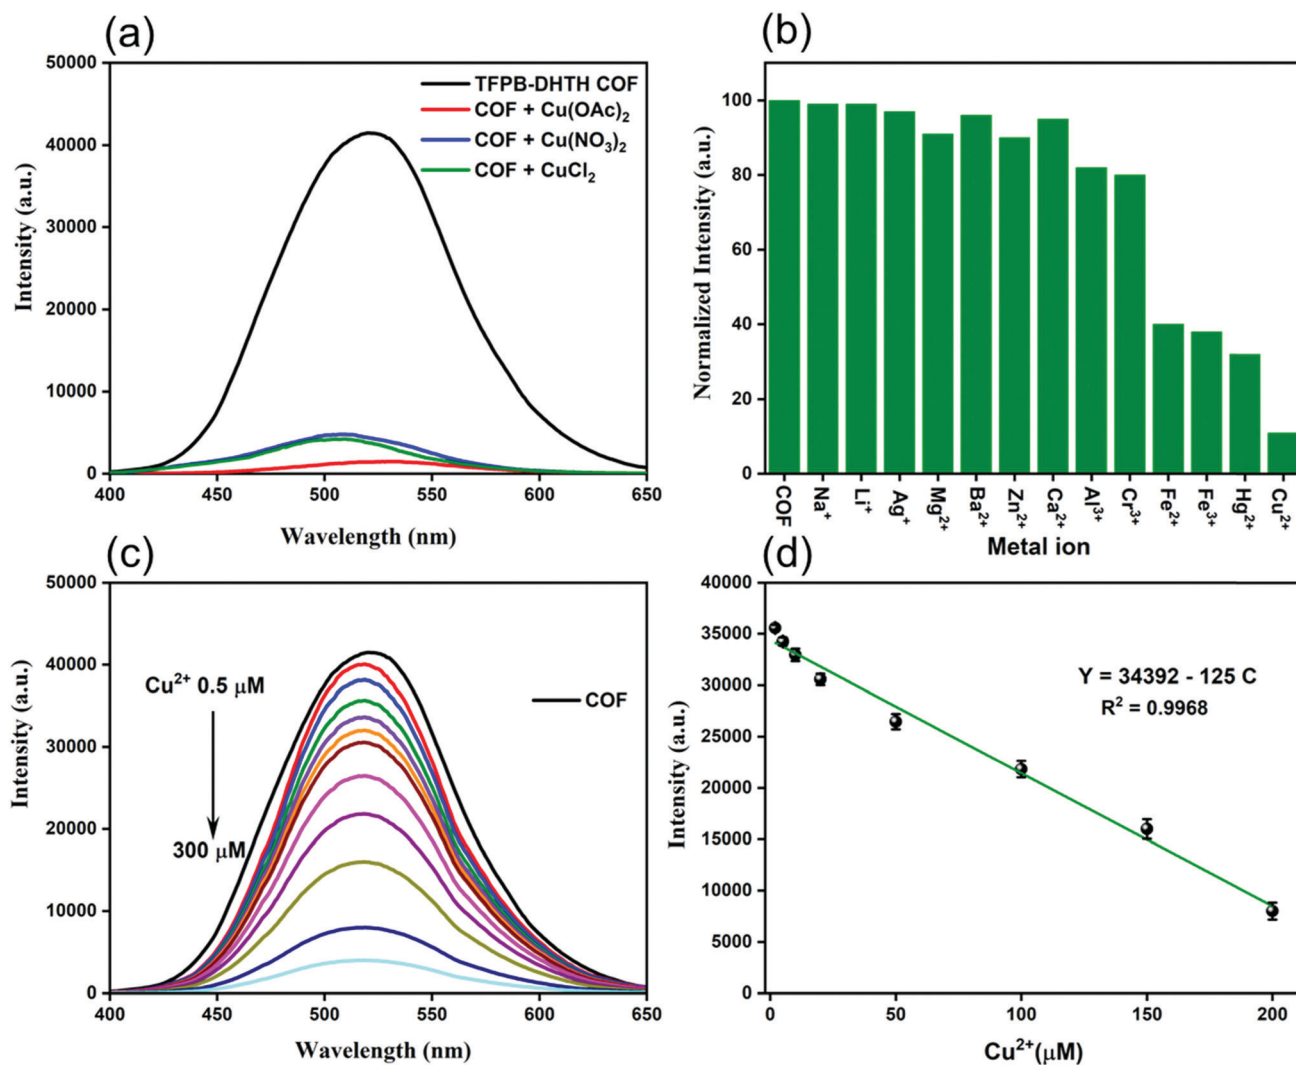 (a)
50000
40000
30000
20000
10000
0
400 450 500 550 600 650
Intensity (a.u.)
Wavelength (nm)
TFPB-DHTH COF
COF + Cu(OAc)₂
COF + Cu(NO₃)₂
COF + CuCl₂
(b)
100
80
60
40
20
0
Normalized Intensity (a.u.)
COF Na⁺ Li⁺ Ag⁺ Mg²⁺ Ba²⁺ Zn²⁺ Ca²⁺ Al³⁺ Cr³⁺ Fe²⁺ Fe³⁺ Hg²⁺ Cu²⁺
Metal ion
(c)
50000
40000
30000
20000
10000
0
400 450 500 550 600 650
Intensity (a.u.)
Wavelength (nm)
Cu²⁺ 0.5 μM
300 μM
COF
(d)
40000
35000
30000
25000
20000
15000
10000
5000
0
0 50 100 150 200
Intensity (a.u.)
Cu²⁺(μM)
Y = 34392 - 125 C
R² = 0.9968